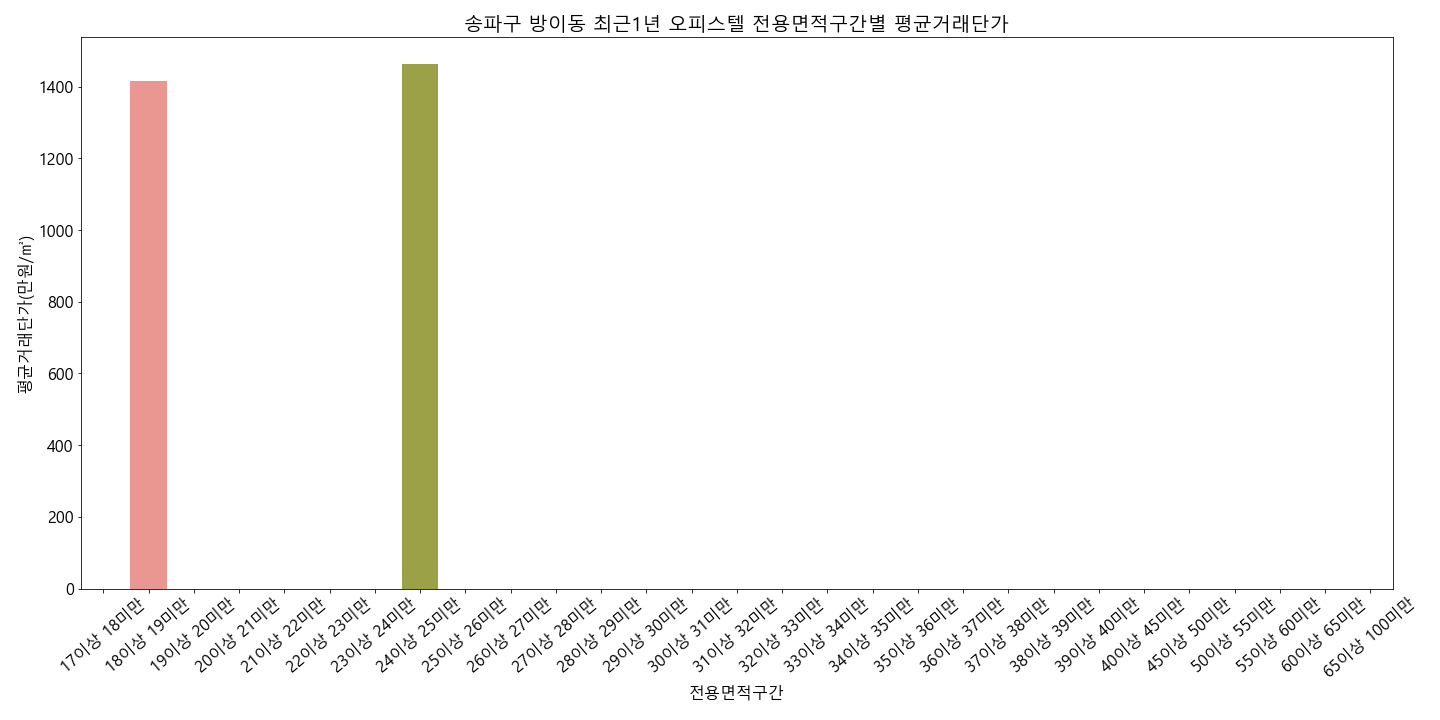 송파구 방이동 최근1년 오피스텔 전용면적구간별 평균거래단가
평균거래단가(만원/㎡)
1400
1200
1000
800
600
400
200
0
17이상 18미만
18이상 19미만
19이상 20미만
20이상 21미만
21이상 22미만
22이상 23미만
23이상 24미만
24이상 25미만
25이상 26미만
26이상 27미만
27이상 28미만
28이상 29미만
29이상 30미만
30이상 31미만
31이상 32미만
32이상 33미만
33이상 34미만
34이상 35미만
35이상 36미만
36이상 37미만
37이상 38미만
38이상 39미만
39이상 40미만
40이상 45미만
45이상 50미만
50이상 55미만
55이상 60미만
60이상 65미만
65이상 100미만
전용면적구간